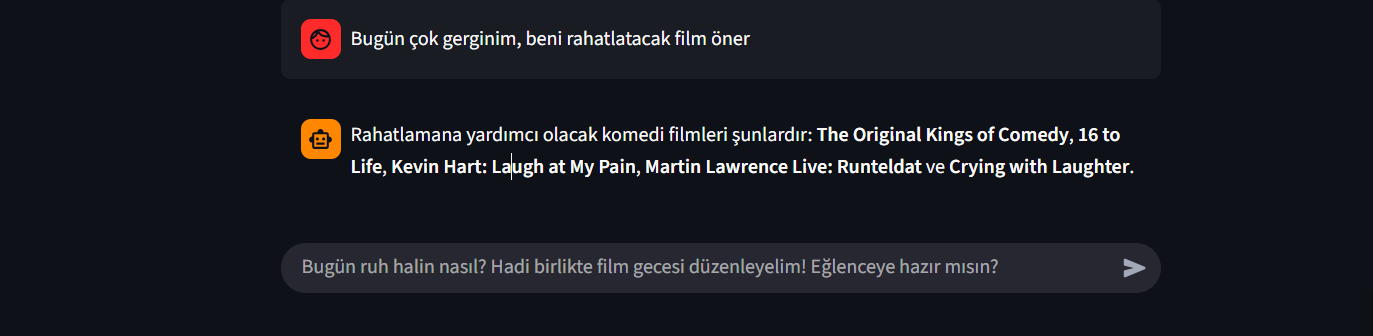 Bugün çok gerginim, beni rahatlatacak film öner
Rahatlamana yardımcı olacak komedi filmleri şunlardır: The Original Kings of Comedy, 16 to
Life, Kevin Hart: Laugh at My Pain, Martin Lawrence Live: Runteldat ve Crying with Laughter.
Bugün ruh halin nasıl? Hadi birlikte film gecesi düzenleyelim! Eğlenceye hazır mısın?